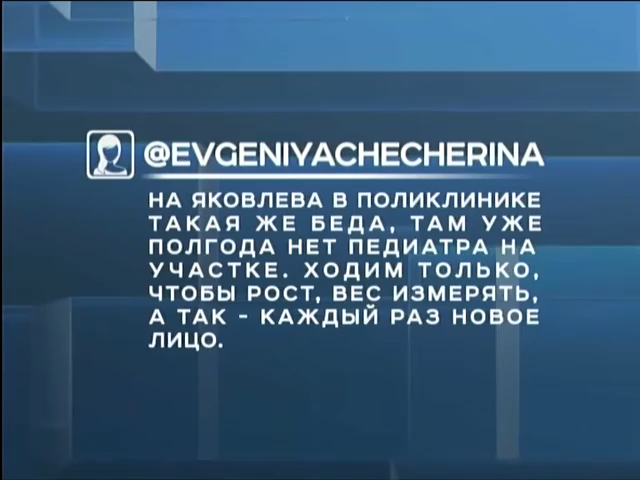 @EVGENIYACHECHERINA
НА ЯКОВЛЕВА В ПОЛИКЛИНИКЕ
ТАКАЯ ЖЕ БЕДА, ТАМ УЖЕ
ПОЛГОДА НЕТ ПЕДИАТРА НА
УЧАСТКЕ. ХОДИМ ТОЛЬКО,
ЧТОБЫ РОСТ, ВЕС ИЗМЕРЯТЬ,
А ТАК - КАЖДЫЙ РАЗ НОВОЕ
ЛИЦО.